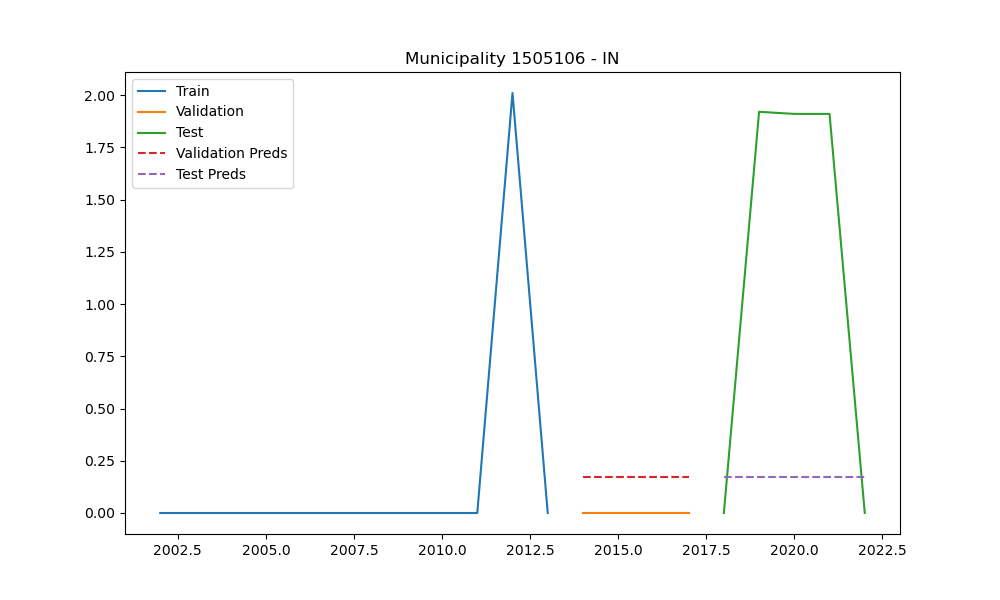 Municipality 1505106 - IN
Train
Validation
Test
Validation Preds
Test Preds
2.00
1.75
1.50
1.25
1.00
0.75
0.50
0.25
0.00
2002.5 2005.0 2007.5 2010.0 2012.5 2015.0 2017.5 2020.0 2022.5